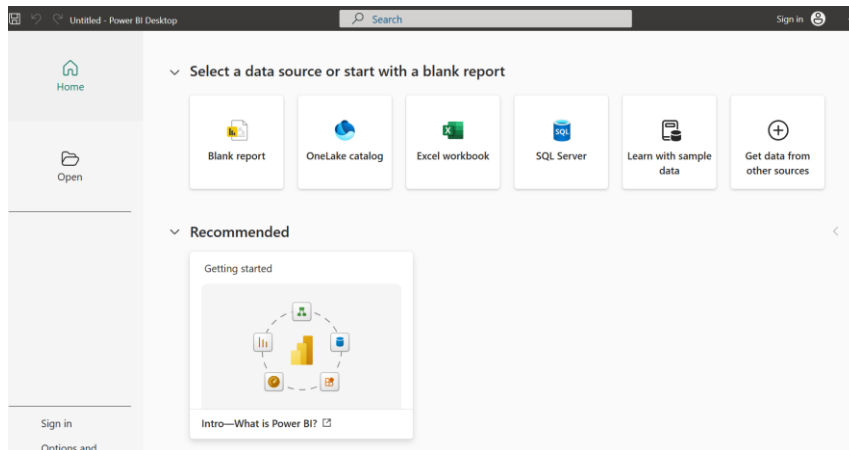 Untitled - Power BI Desktop
Search
Sign in
Home
Open
Sign in
Options and
Select a data source or start with a blank report
Blank report
OneLake catalog
Excel workbook
SQL
SQL Server
Learn with sample
data
Get data from
other sources
Recommended
Getting started
Intro—What is Power BI?